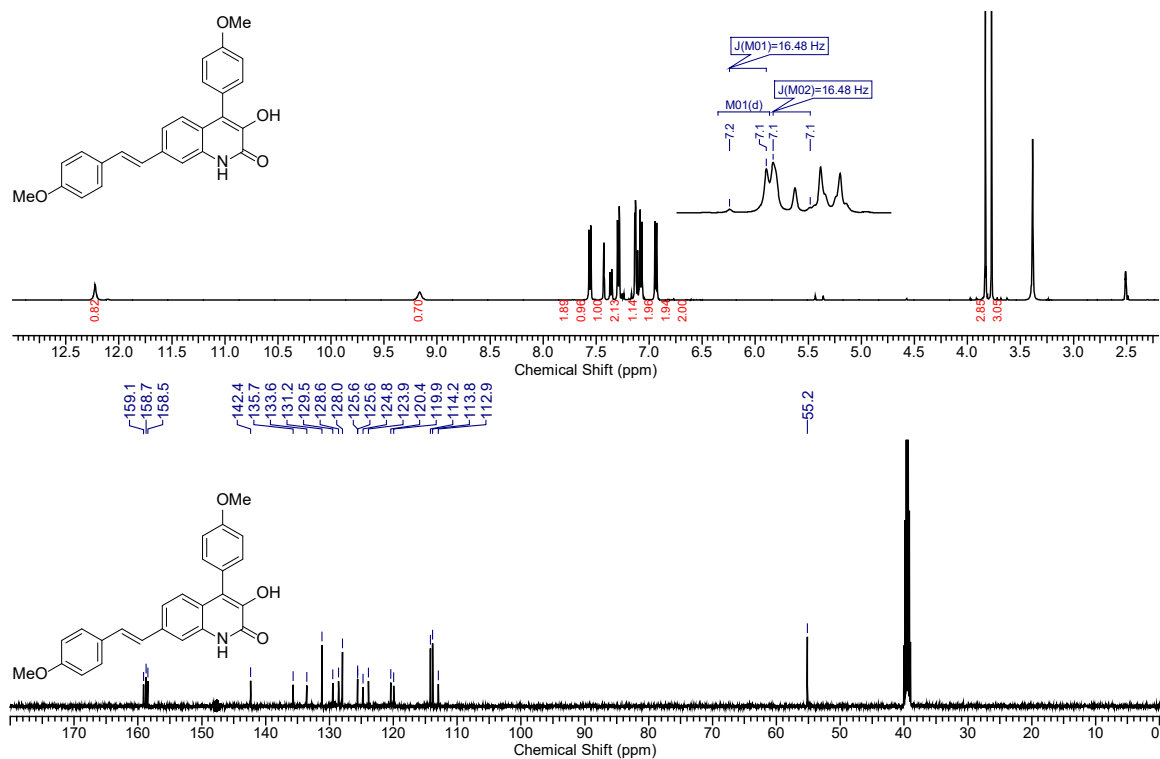 OMe
OH
O
N
H
MeO
J(M01)=16.48 Hz
J(M02)=16.48 Hz
M01(d)
7.2
7.1
7.1
7.1
0.82
0.70
1.89
0.96
1.00
2.13
1.14
1.96
1.94
2.00
2.85
3.05
12.5 12.0 11.5 11.0 10.5 10.0 9.5 9.0 8.5 8.0 7.5 7.0 6.5 6.0 5.5 5.0 4.5 4.0 3.5 3.0 2.5
Chemical Shift (ppm)
159.1
158.7
158.5
142.4
135.7
133.6
131.2
129.5
128.6
128.0
125.6
125.6
124.8
123.9
120.4
119.9
114.2
113.8
112.9
55.2
OMe
OH
O
N
H
MeO
170 160 150 140 130 120 110 100 90 80 70 60 50 40 30 20 10 0
Chemical Shift (ppm)